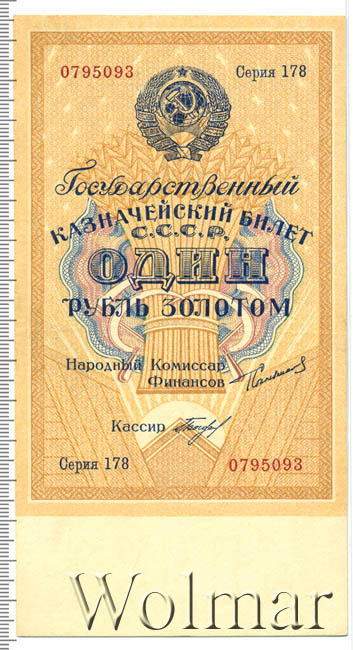 0795093 Серия 178
Государственный
КАЗНАЧЕЙСКИЙ БИЛЕТ
С.С.С.Р.
ОДИН
РУБЛЬ ЗОЛОТОМ
Народный Комиссар
Финансов
Кассир
Серия 178 0795093
Wolmar